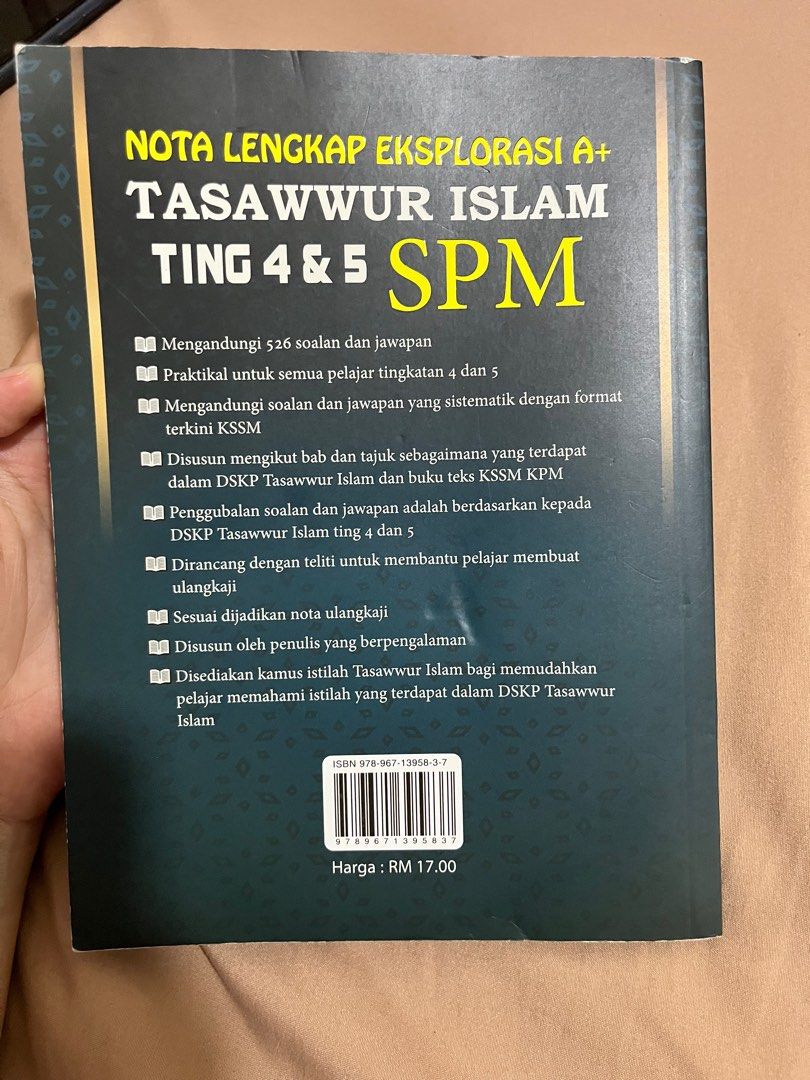 NOTA LENGKAP EKSPLORASI A+
TASAWWUR ISLAM
TING 4 & 5 SPM
Mengandungi 526 soalan dan jawapan
Praktikal untuk semua pelajar tingkatan 4 dan 5
Mengandungi soalan dan jawapan yang sistematik dengan format
terkini KSSM
Disusun mengikut bab dan tajuk sebagaimana yang terdapat
dalam DSKP Tasawwur Islam dan buku teks KSSM KPM
Penggubalan soalan dan jawapan adalah berdasarkan kepada
DSKP Tasawwur Islam ting 4 dan 5
Dirancang dengan teliti untuk membantu pelajar membuat
ulangkaji
Sesuai dijadikan nota ulangkaji
Disusun oleh penulis yang berpengalaman
Disediakan kamus istilah Tasawwur Islam bagi memudahkan
pelajar memahami istilah yang terdapat dalam DSKP Tasawwur
Islam
ISBN 978-967-13958-3-7
9 789671 395837
Harga : RM 17.00